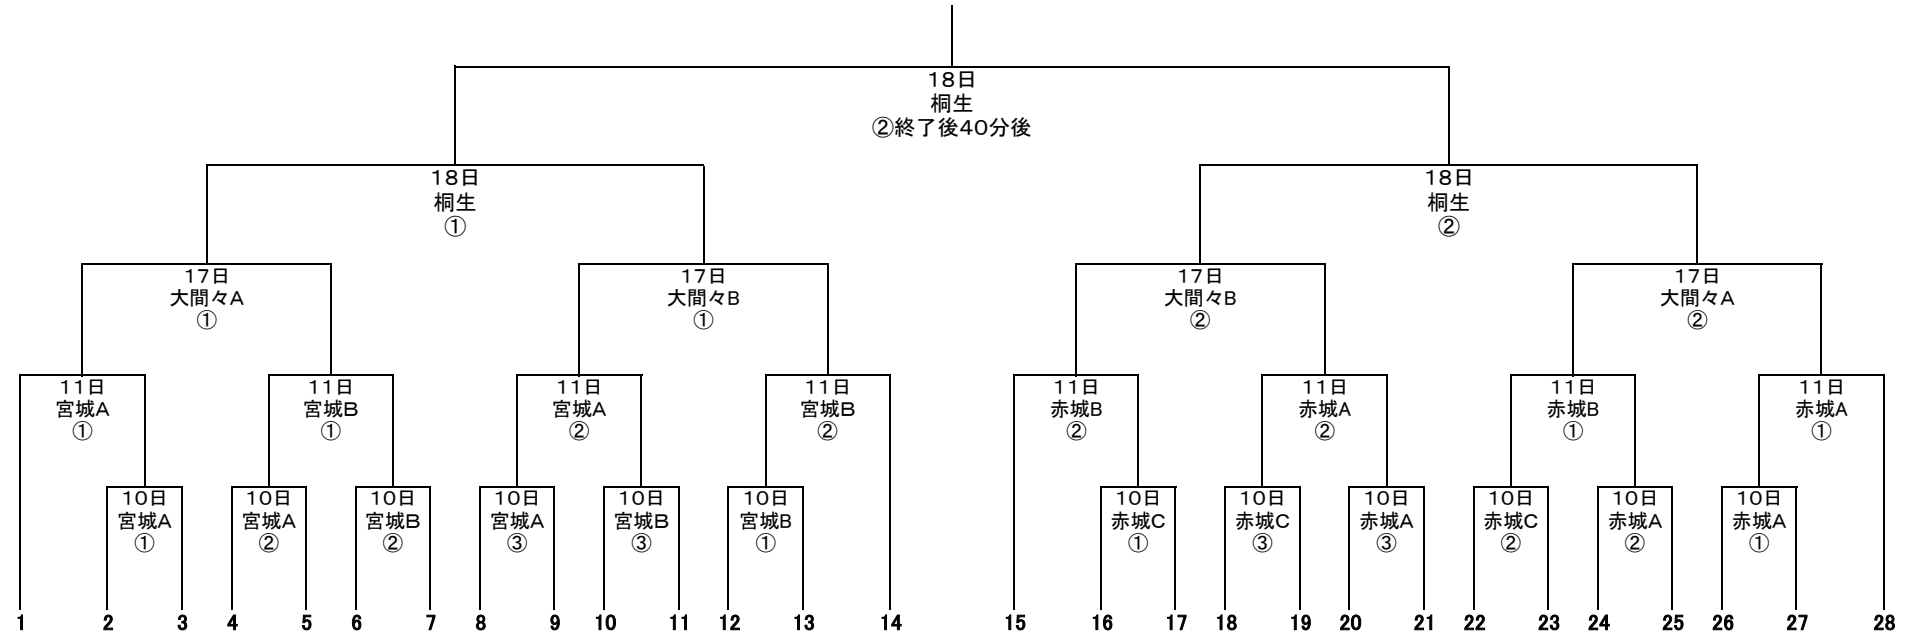 18日
桐生
②終了後40分後
18日
桐生
①
18日
桐生
②
17日
大間々A
①
17日
大間々B
①
17日
大間々B
②
17日
大間々A
②
11日
宮城A
①
11日
宮城B
①
11日
宮城A
②
11日
宮城B
②
11日
赤城B
②
11日
赤城A
②
11日
赤城B
①
11日
赤城A
①
10日
宮城A
①
10日
宮城A
②
10日
宮城B
②
10日
宮城A
③
10日
宮城B
③
10日
宮城B
①
10日
赤城C
①
10日
赤城C
③
10日
赤城A
③
10日
赤城C
②
10日
赤城A
②
10日
赤城A
①
1 2 3 4 5 6 7 8 9 10 11 12 13 14 15 16 17 18 19 20 21 22 23 24 25 26 27 28